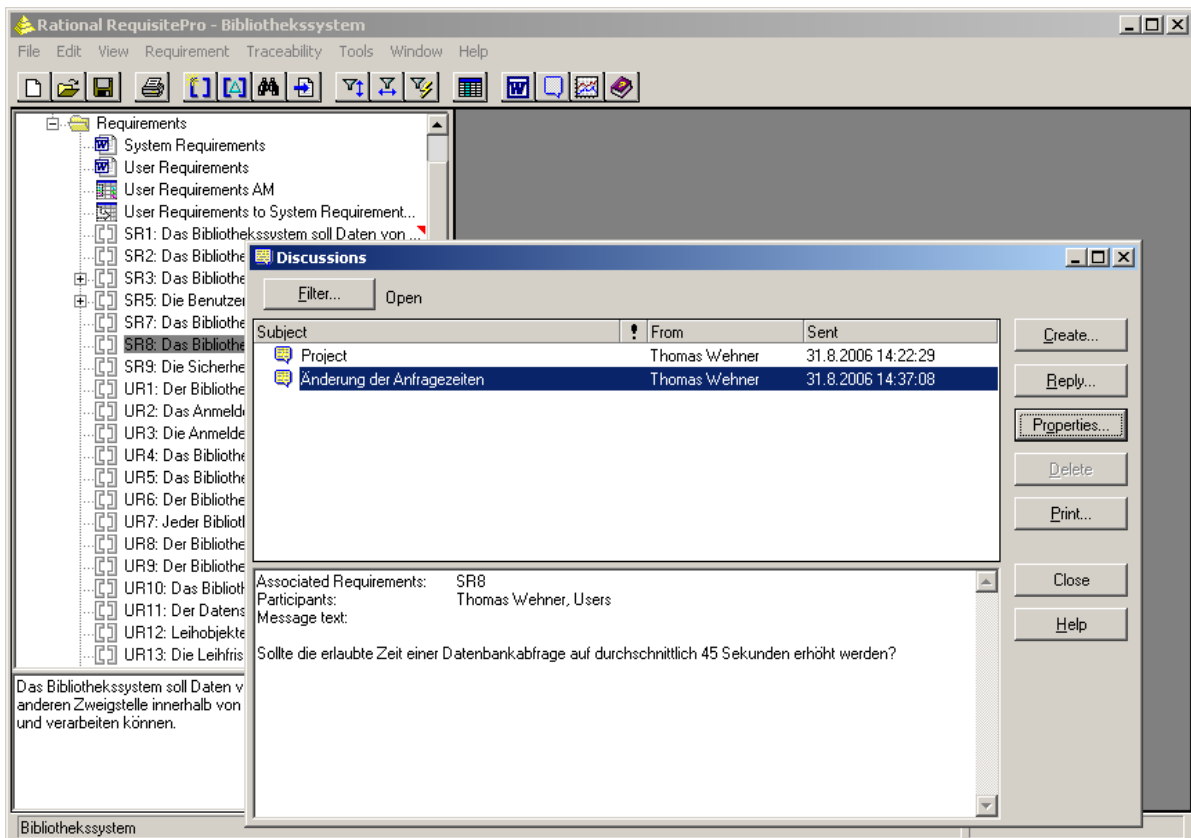 Rational RequisitePro - Bibliothekssystem
File Edit View Requirement Traceability Tools Window Help
Requirements
System Requirements
User Requirements
User Requirements AM
User Requirements to System Requirement...
SR1: Das Bibliothekssystem soll Daten von ...
SR2: Das Bibliothe
SR3: Das Bibliothe
SR5: Die Benutzer
SR7: Das Bibliothe
SR8: Das Bibliothe
SR9: Die Sicherhe
UR1: Der Bibliothe
UR2: Das Anmeld
UR3: Die Anmelde
UR4: Das Bibliothe
UR5: Das Bibliothe
UR6: Der Bibliothe
UR7: Jeder Bibliotl
UR8: Der Bibliothe
UR9: Der Bibliothe
UR10: Das Bibliotl
UR11: Der Datens
UR12: Leihobjekte
UR13: Die Leihfris
Das Bibliothekssystem soll Daten v
anderen Zweigstelle innerhalb von
und verarbeiten können.
Bibliothekssystem
Discussions
Filter... Open
Subject ! From Sent
Project Thomas Wehner 31.8.2006 14:22:29
Änderung der Anfragezeiten Thomas Wehner 31.8.2006 14:37:08
Create...
Reply...
Properties...
Delete
Print...
Close
Help
Associated Requirements: SR8
Participants: Thomas Wehner, Users
Message text:
Sollte die erlaubte Zeit einer Datenbankabfrage auf durchschnittlich 45 Sekunden erhöht werden?